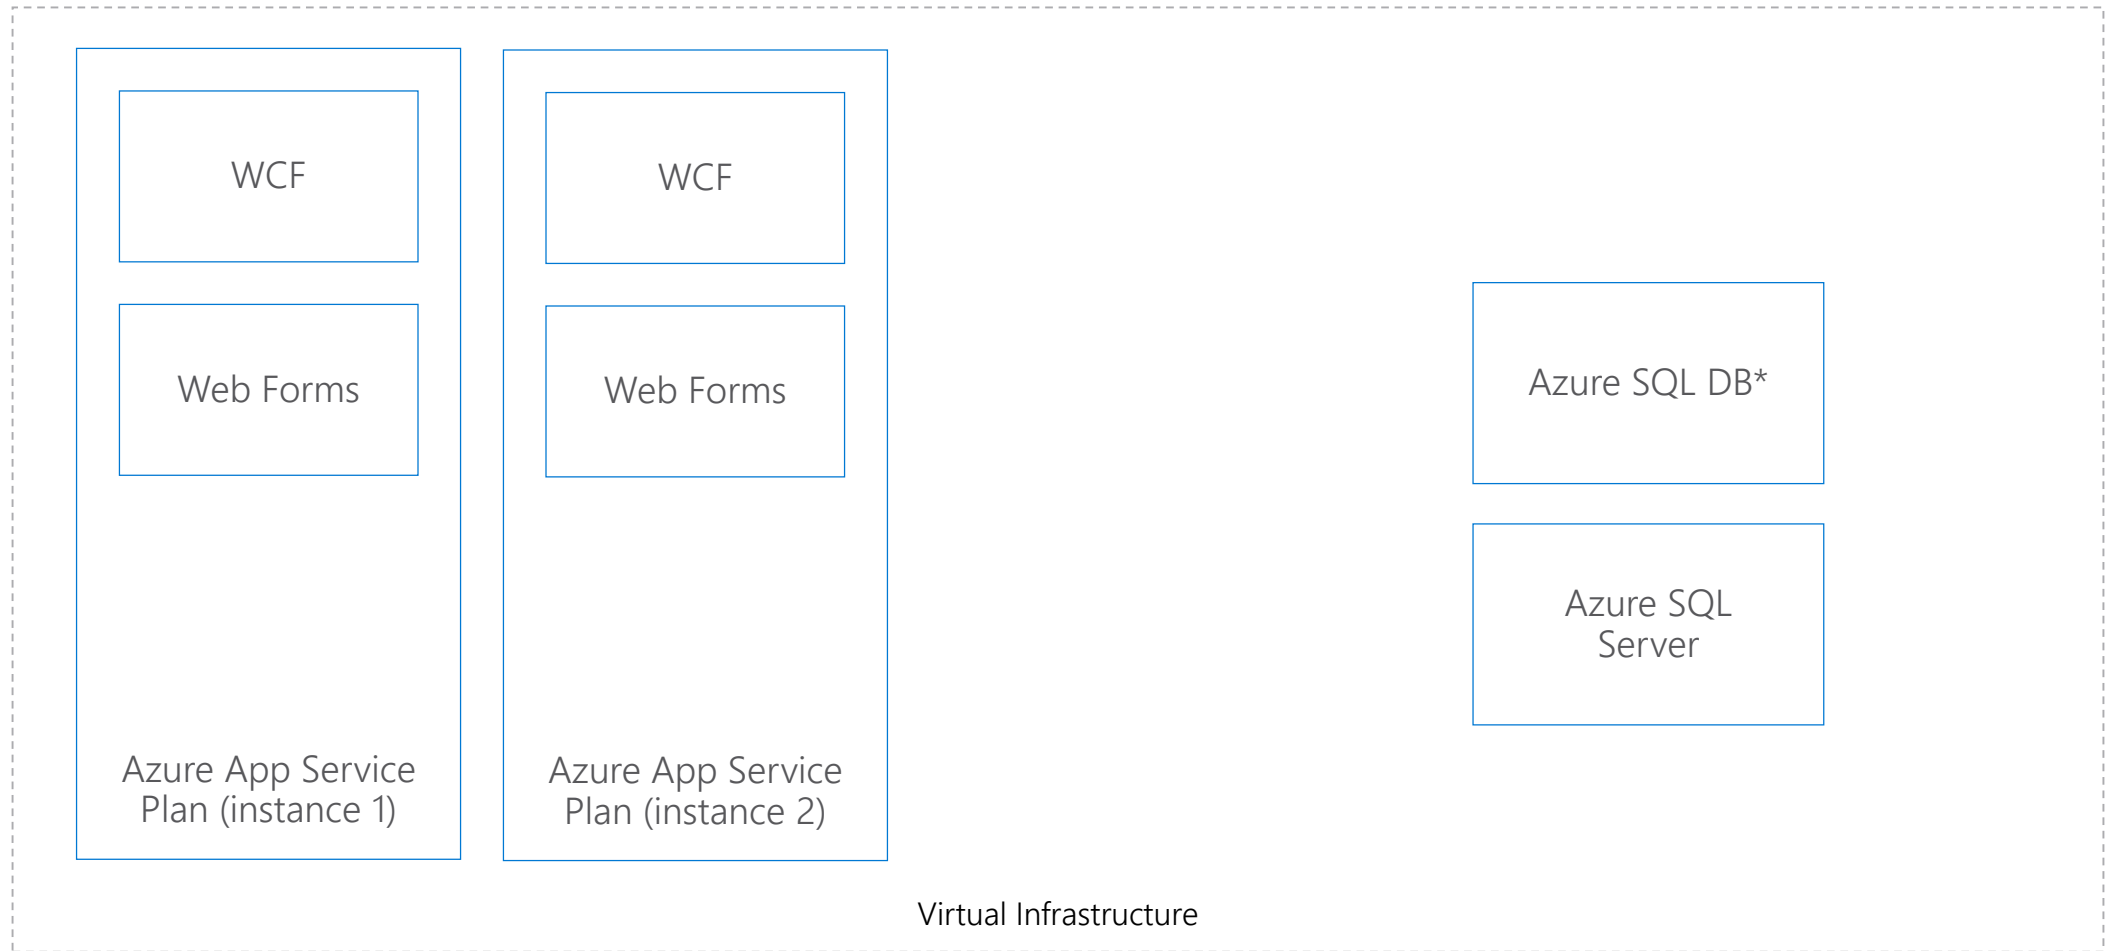 WCF
Web Forms
Azure App Service
Plan (instance 1)
WCF
Web Forms
Azure App Service
Plan (instance 2)
Azure SQL DB*
Azure SQL
Server
Virtual Infrastructure